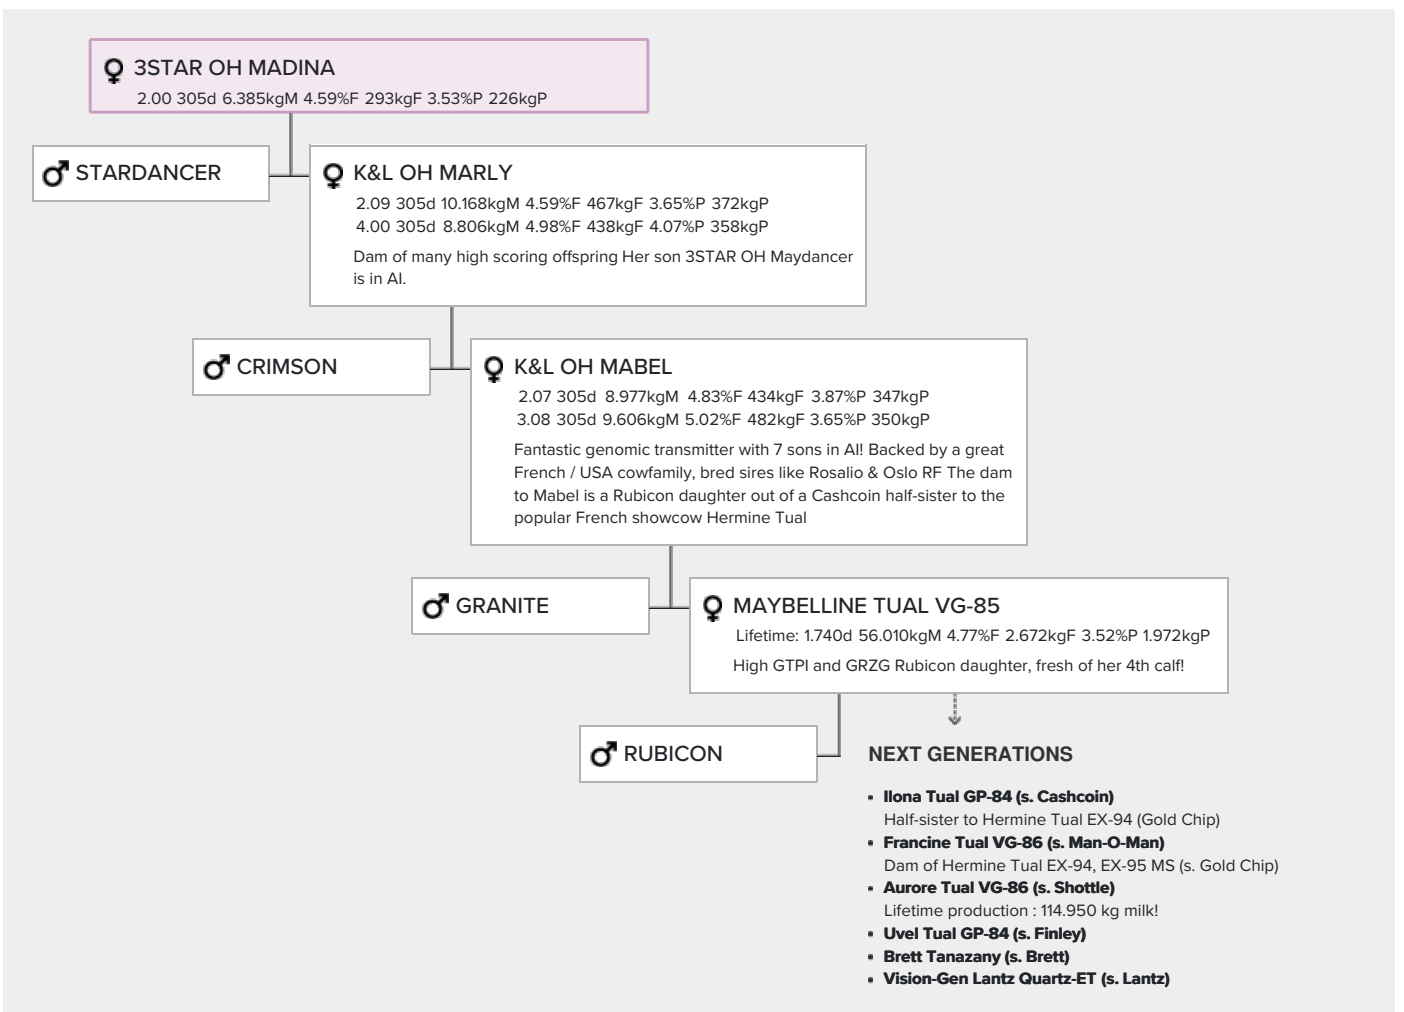 3STAR OH MADINA
2.00 305d 6.385kgM 4.59%F 293kgF 3.53%P 226kgP
STARDANCER
K&L OH MARLY
2.09 305d 10.168kgM 4.59%F 467kgF 3.65%P 372kgP
4.00 305d 8.806kgM 4.98%F 438kgF 4.07%P 358kgP
Dam of many high scoring offspring Her son 3STAR OH Maydancer
is in AI.
CRIMSON
K&L OH MABEL
2.07 305d 8.977kgM 4.83%F 434kgF 3.87%P 347kgP
3.08 305d 9.606kgM 5.02%F 482kgF 3.65%P 350kgP
Fantastic genomic transmitter with 7 sons in AI! Backed by a great
French / USA cowfamily, bred sires like Rosalio & Oslo RF The dam
to Mabel is a Rubicon daughter out of a Cashcoin half-sister to the
popular French showcow Hermine Tual
GRANITE
MAYBELLINE TUAL VG-85
Lifetime: 1.740d 56.010kgM 4.77%F 2.672kgF 3.52%P 1.972kgP
High GTPI and GRZG Rubicon daughter, fresh of her 4th calf!
RUBICON
NEXT GENERATIONS
• Ilona Tual GP-84 (s. Cashcoin)
Half-sister to Hermine Tual EX-94 (Gold Chip)
• Francine Tual VG-86 (s. Man-O-Man)
Dam of Hermine Tual EX-94, EX-95 MS (s. Gold Chip)
• Aurore Tual VG-86 (s. Shottle)
Lifetime production : 114.950 kg milk!
• Uvel Tual GP-84 (s. Finley)
• Brett Tanazany (s. Brett)
• Vision-Gen Lantz Quartz-ET (s. Lantz)